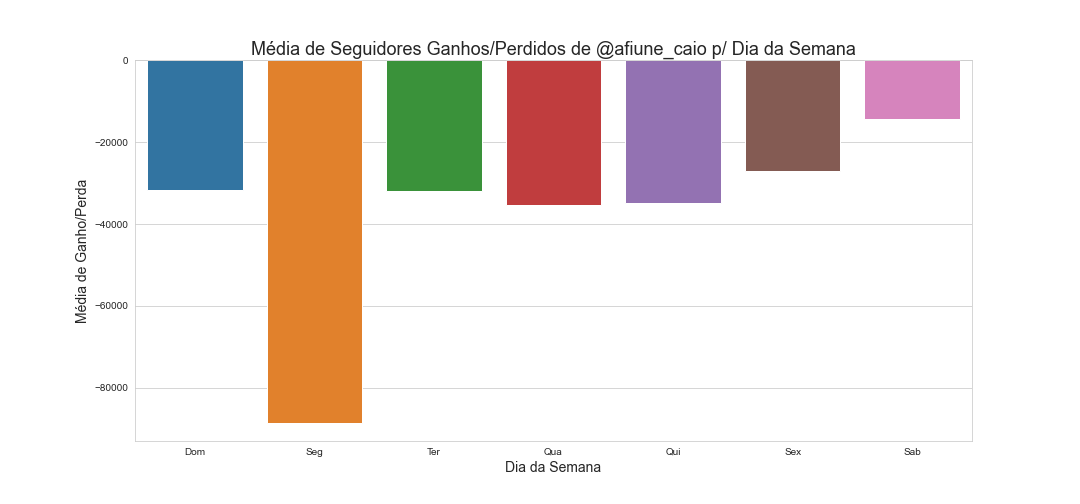 Média de Seguidores Ganhos/Perdidos de @afiune_caio p/ Dia da Semana
Média de Ganho/Perda
0
−20000
−40000
−60000
−80000
Dom Seg Ter Qua Qui Sex Sab
Dia da Semana